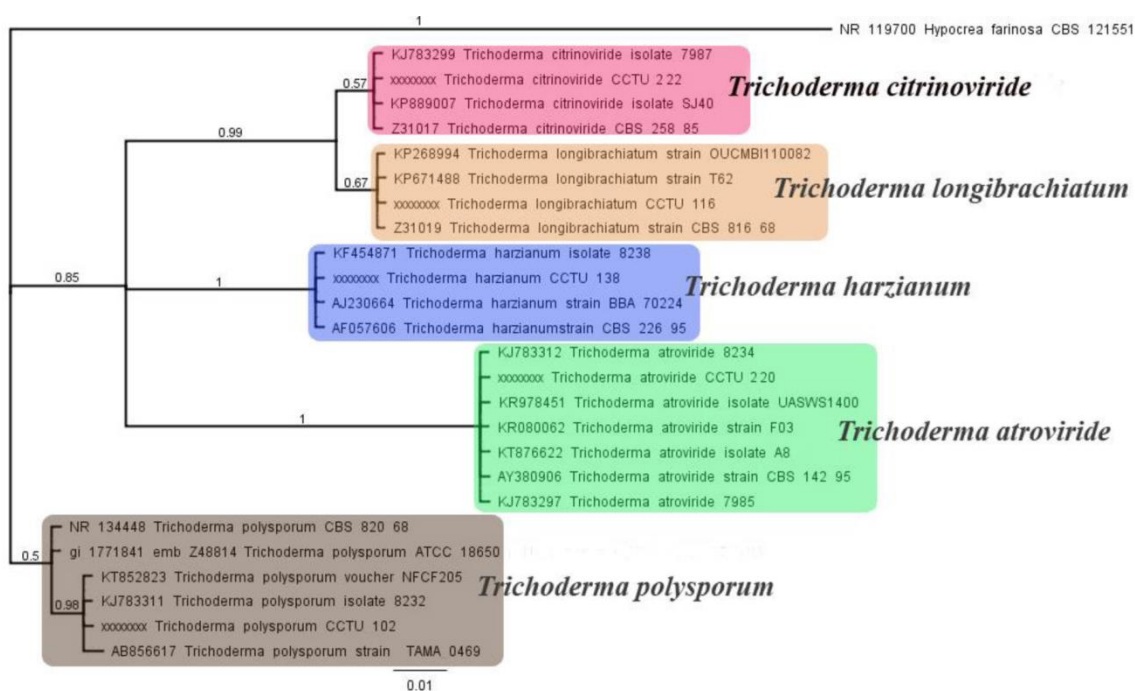 1
NR 119700 Hypocrea farinosa CBS 121551
KJ783299 Trichoderma citrinoviride isolate 7987
0.57
xxxxxxxx Trichoderma citrinoviride CCTU 222
Trichoderma citrinoviride
KP889007 Trichoderma citrinoviride isolate SJ40
Z31017 Trichoderma citrinoviride CBS 258 85
0.99
KP268994 Trichoderma longibrachiatum strain OUCMBI110082
0.67
KP671488 Trichoderma longibrachiatum strain T62
Trichoderma longibrachiatum
xxxxxxxx Trichoderma longibrachiatum CCTU 116
Z31019 Trichoderma longibrachiatum strain CBS 816 68
KF454871 Trichoderma harzianum isolate 8238
0.85
1
xxxxxxxx Trichoderma harzianum CCTU 138
Trichoderma harzianum
AJ230664 Trichoderma harzianum strain BBA 70224
AF057606 Trichoderma harzianumstrain CBS 226 95
KJ783312 Trichoderma atroviride 8234
xxxxxxxx Trichoderma atroviride CCTU 220
KR978451 Trichoderma atroviride isolate UASWS1400
1
KR080062 Trichoderma atroviride strain F03
Trichoderma atroviride
KT876622 Trichoderma atroviride isolate A8
AY380906 Trichoderma atroviride strain CBS 142 95
KJ783297 Trichoderma atroviride 7985
NR 134448 Trichoderma polysporum CBS 820 68
0.5
gi 1771841 emb Z48814 Trichoderma polysporum ATCC 18650
KT852823 Trichoderma polysporum voucher NFCF205
Trichoderma polysporum
0.98
KJ783311 Trichoderma polysporum isolate 8232
xxxxxxxx Trichoderma polysporum CCTU 102
AB856617 Trichoderma polysporum strain TAMA 0469
0.01